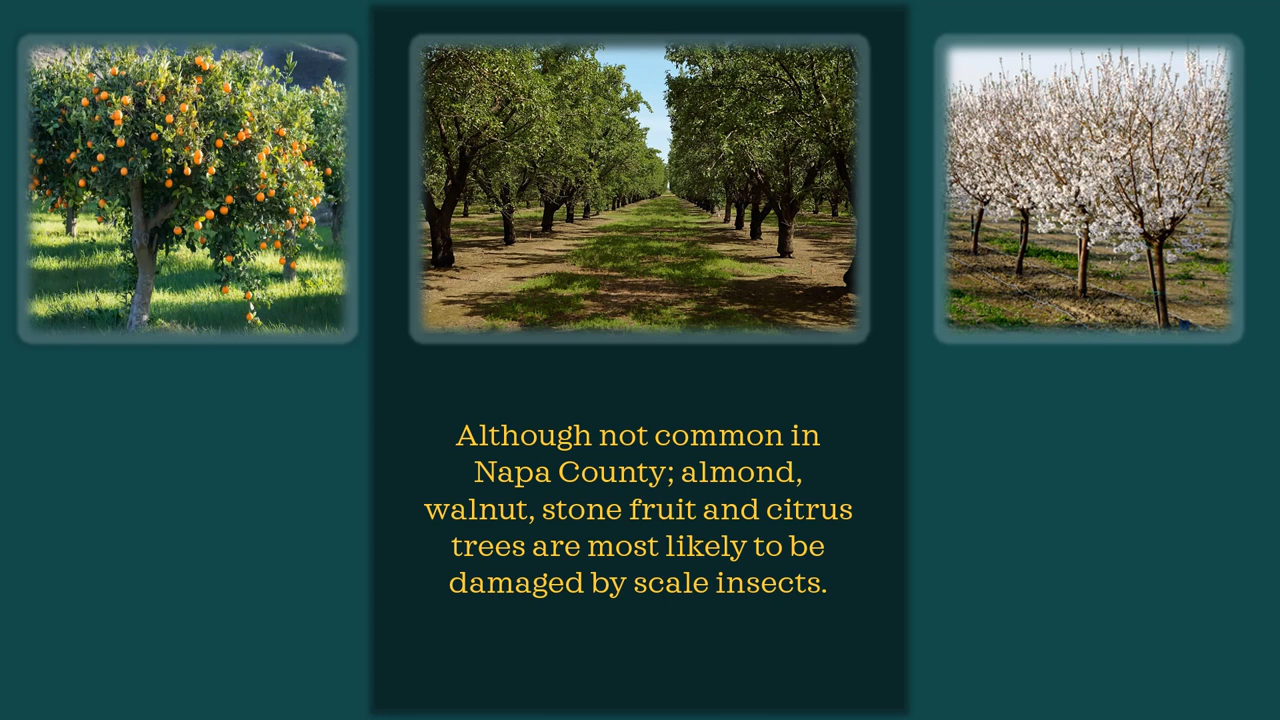 Although not common in
Napa County; almond,
walnut, stone fruit and citrus
trees are most likely to be
damaged by scale insects.